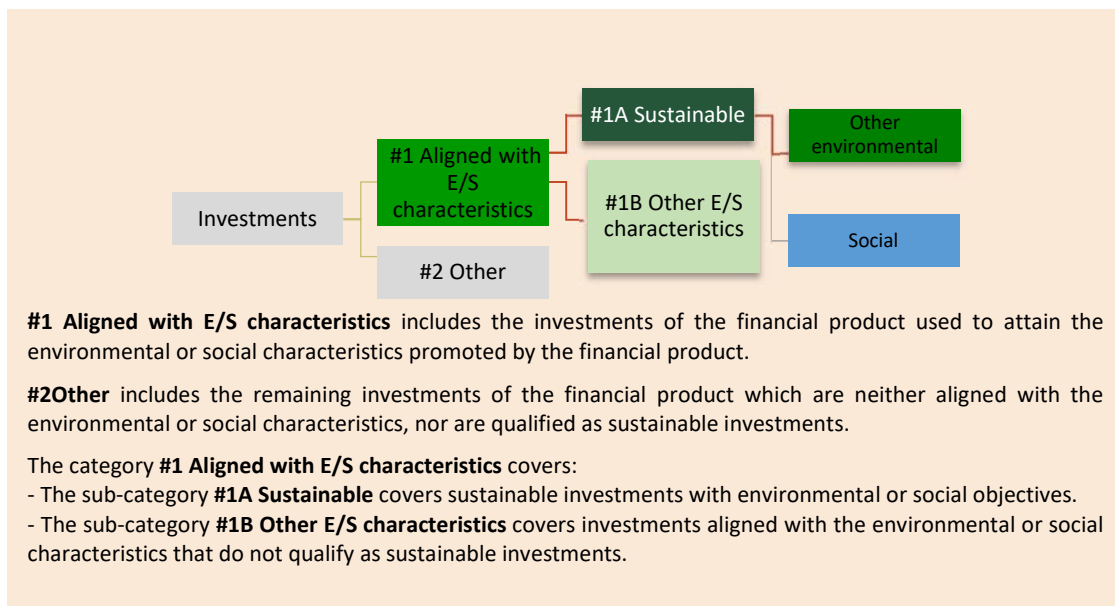 #1A Sustainable
Other
environmental
#1 Aligned with
E/S
characteristics
#1B Other E/S
characteristics
Investments
Social
#2 Other
#1 Aligned with E/S characteristics includes the investments of the financial product used to attain the
environmental or social characteristics promoted by the financial product.
#2Other includes the remaining investments of the financial product which are neither aligned with the
environmental or social characteristics, nor are qualified as sustainable investments.
The category #1 Aligned with E/S characteristics covers:
- The sub-category #1A Sustainable covers sustainable investments with environmental or social objectives.
- The sub-category #1B Other E/S characteristics covers investments aligned with the environmental or social
characteristics that do not qualify as sustainable investments.